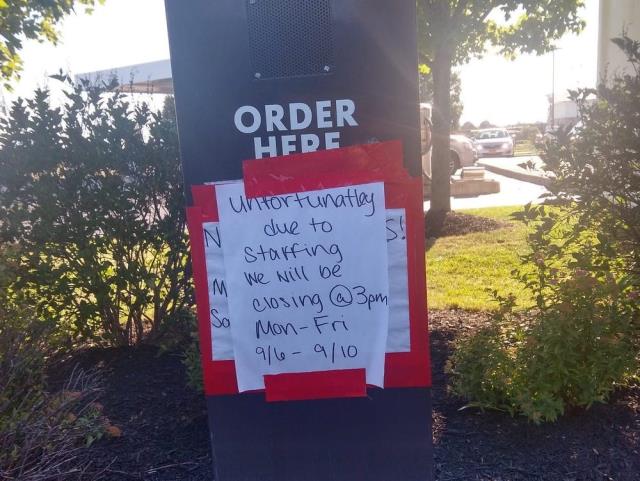 ORDER
HERE
Unfortunatley
due to
staffing
we will be
closing @ 3pm
Mon-Fri
9/6 - 9/10
N
S!
M
So